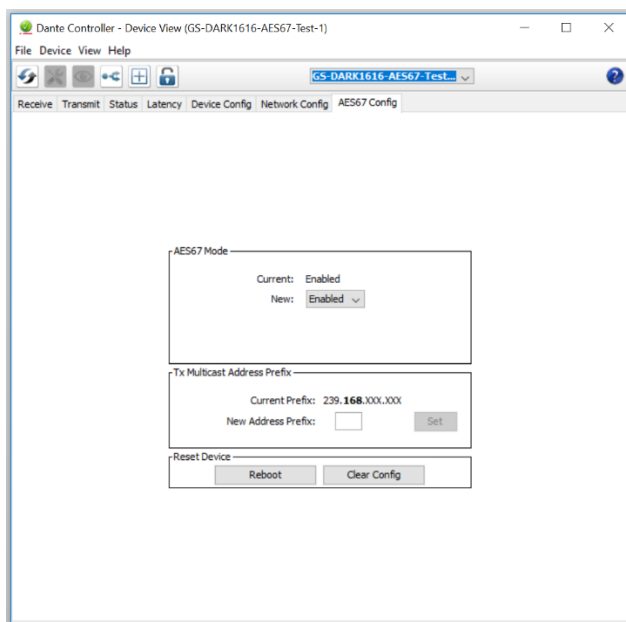 Dante Controller - Device View (GS-DARK1616-AES67-Test-1)
File Device View Help
GS-DARK1616-AES67-Test...
Receive Transmit Status Latency Device Config Network Config AES67 Config
AES67 Mode
Current: Enabled
New: Enabled
Tx Multicast Address Prefix
Current Prefix: 239.168.XXX.XXX
New Address Prefix: Set
Reset Device
Reboot Clear Config